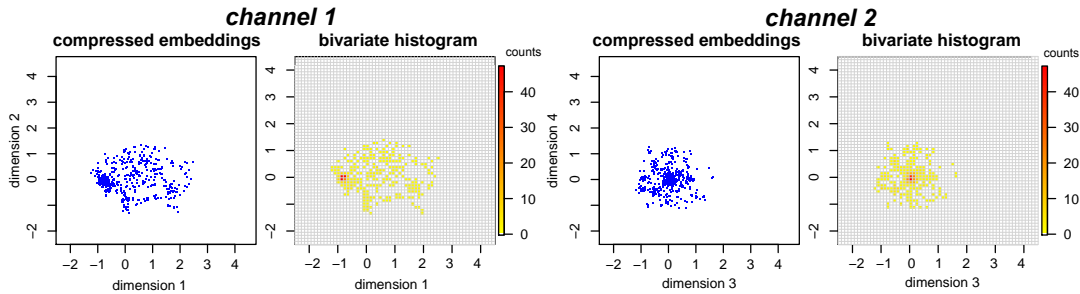 channel 1
compressed embeddings
bivariate histogram
counts
dimension 2
4
3
2
1
0
−2
−2 −1 0 1 2 3 4
dimension 1
4
3
2
1
0
−2
−2 −1 0 1 2 3 4
dimension 1
40
30
20
10
0
channel 2
compressed embeddings
bivariate histogram
counts
dimension 4
4
3
2
1
0
−2
−2 −1 0 1 2 3 4
dimension 3
4
3
2
1
0
−2
−2 −1 0 1 2 3 4
dimension 3
40
30
20
10
0